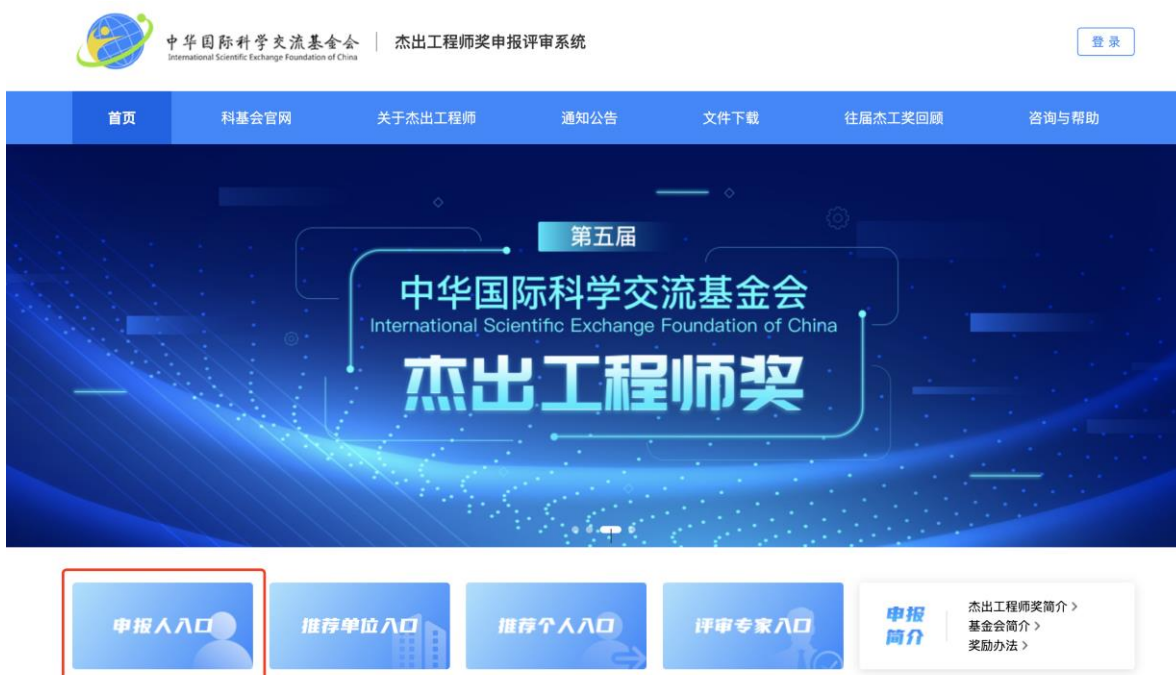 中华国际科学交流基金会
International Scientific Exchange Foundation of China
杰出工程师奖申报评审系统
登 录
首页 科基会官网 关于杰出工程师 通知公告 文件下载 往届杰工奖回顾 咨询与帮助
第五届
中华国际科学交流基金会
International Scientific Exchange Foundation of China
杰出工程师奖
申报人入口 推荐单位入口 推荐个人入口 评审专家入口
申报
简介
杰出工程师奖简介 >
基金会简介 >
奖励办法 >